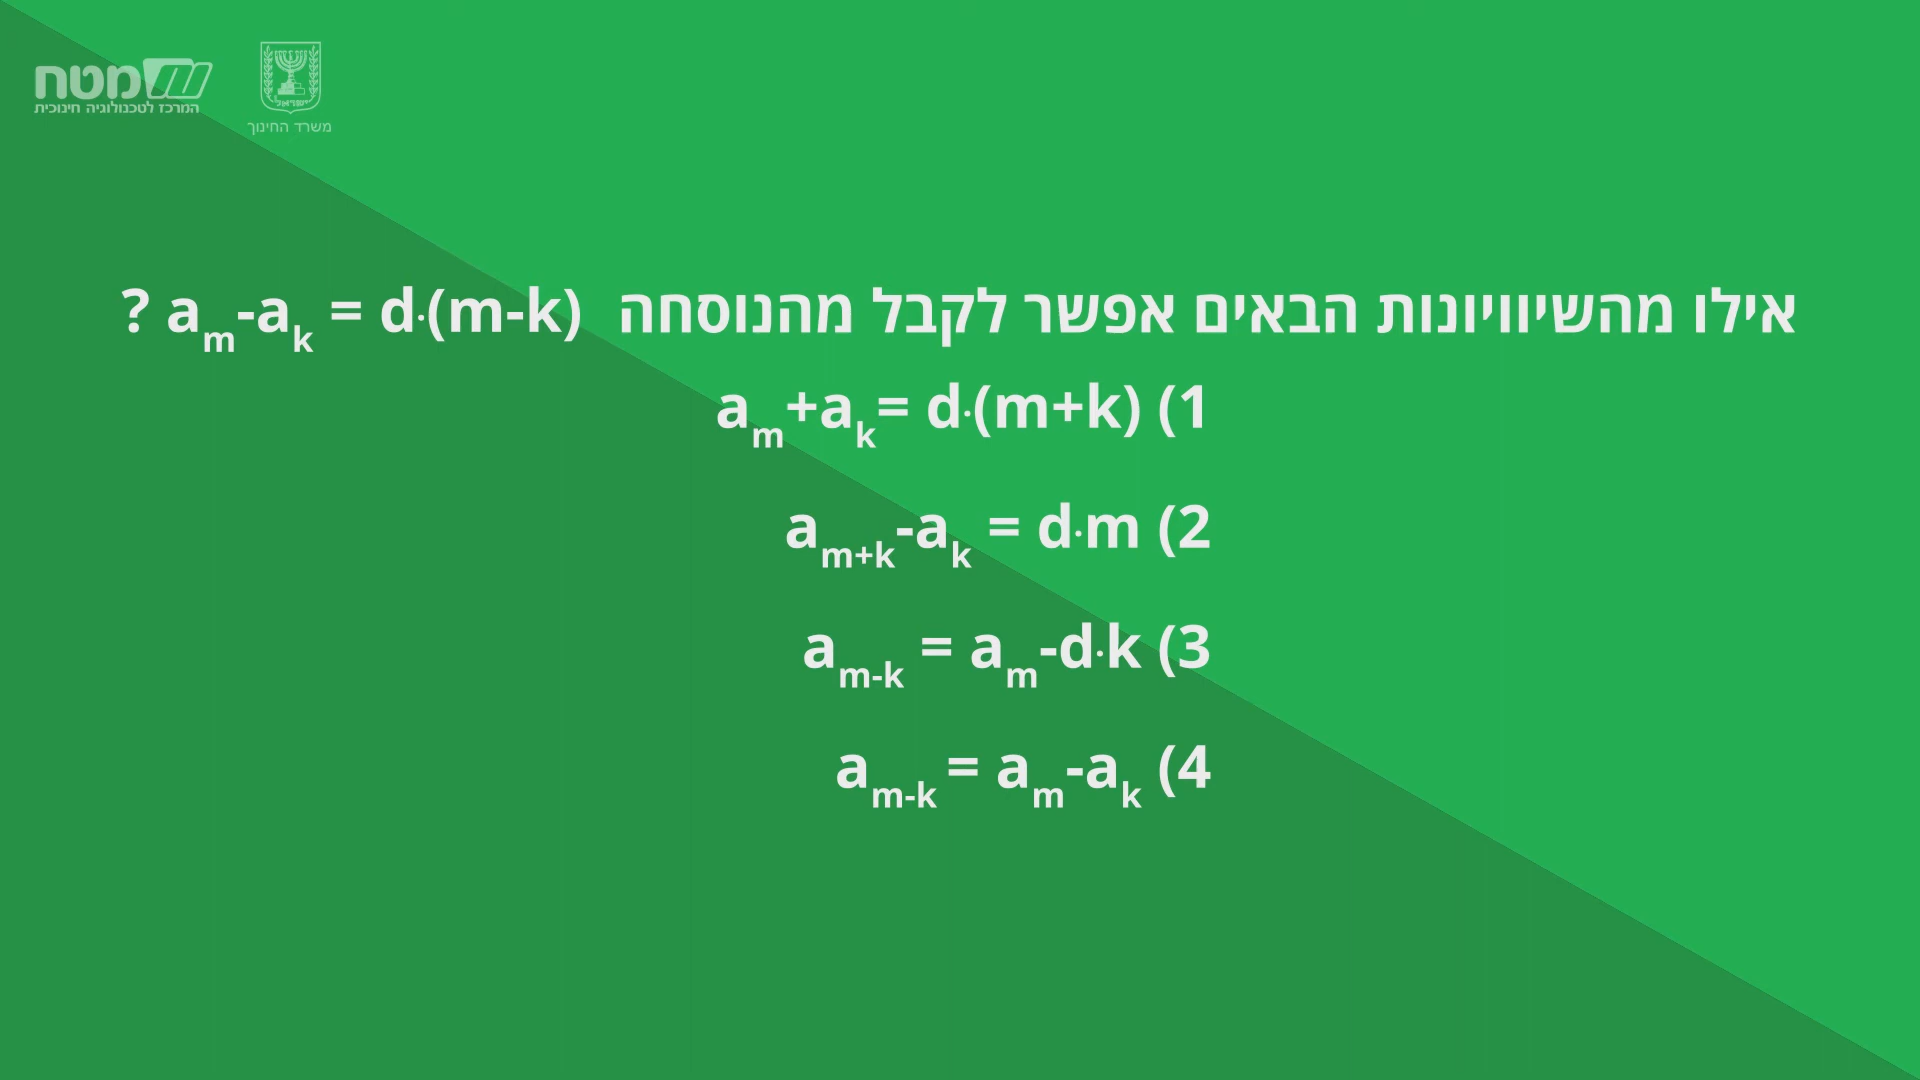 מטח
המרכז לטכנולוגיה חינוכית
ישראל
משרד החינוך
אילו מהשיוויונות הבאים אפשר לקבל מהנוסחה aₘ-aₖ = d·(m-k) ?
1) aₘ+aₖ= d·(m+k)
2) aₘ₊ₖ-aₖ = d·m
3) aₘ₋ₖ = aₘ-d·k
4) aₘ₋ₖ = aₘ-aₖ